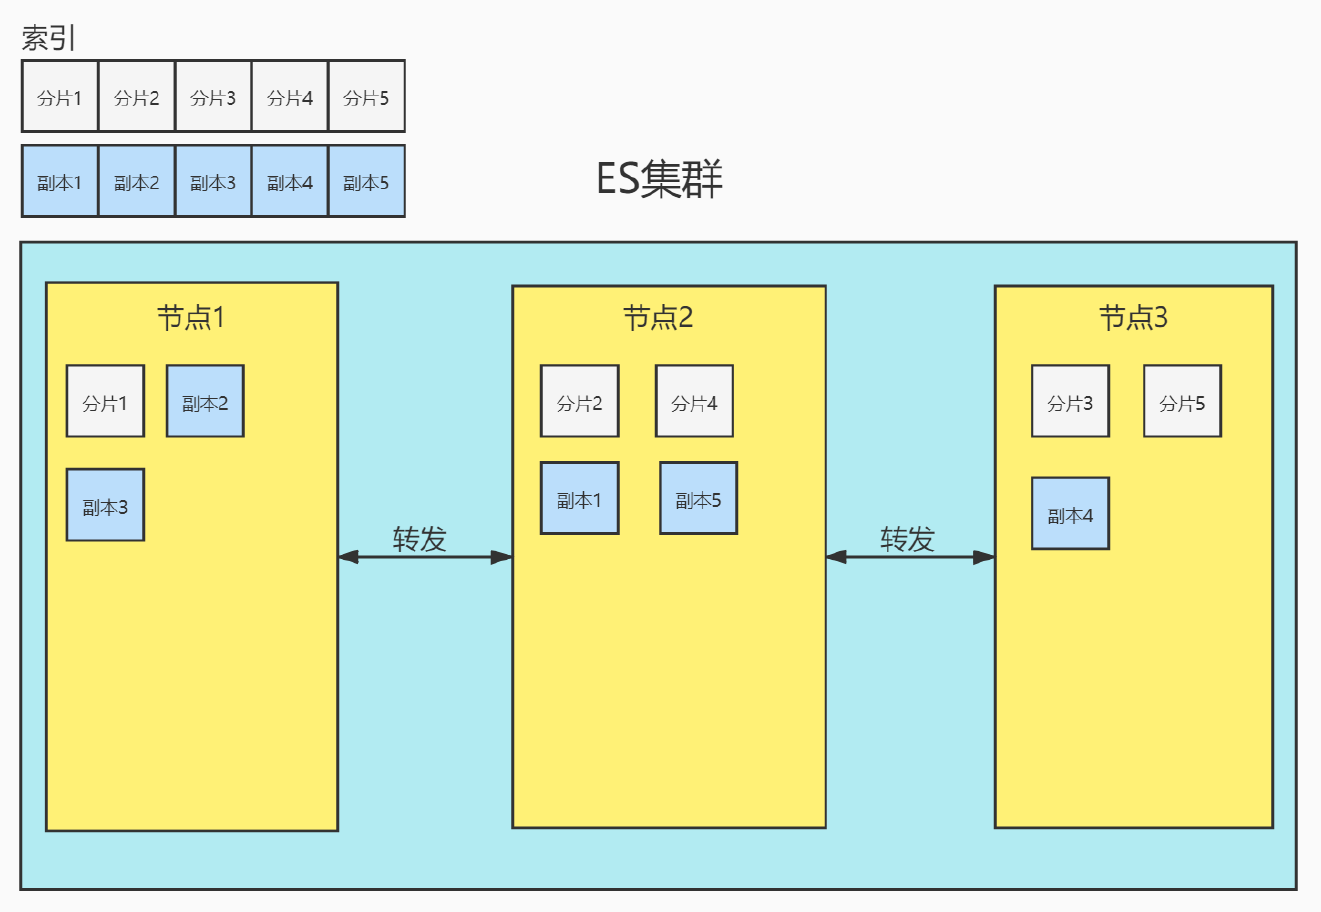 索引
分片1 分片2 分片3 分片4 分片5
副本1 副本2 副本3 副本4 副本5
ES集群
节点1
分片1 副本2
副本3
转发
节点2
分片2 分片4
副本1 副本5
转发
节点3
分片3 分片5
副本4